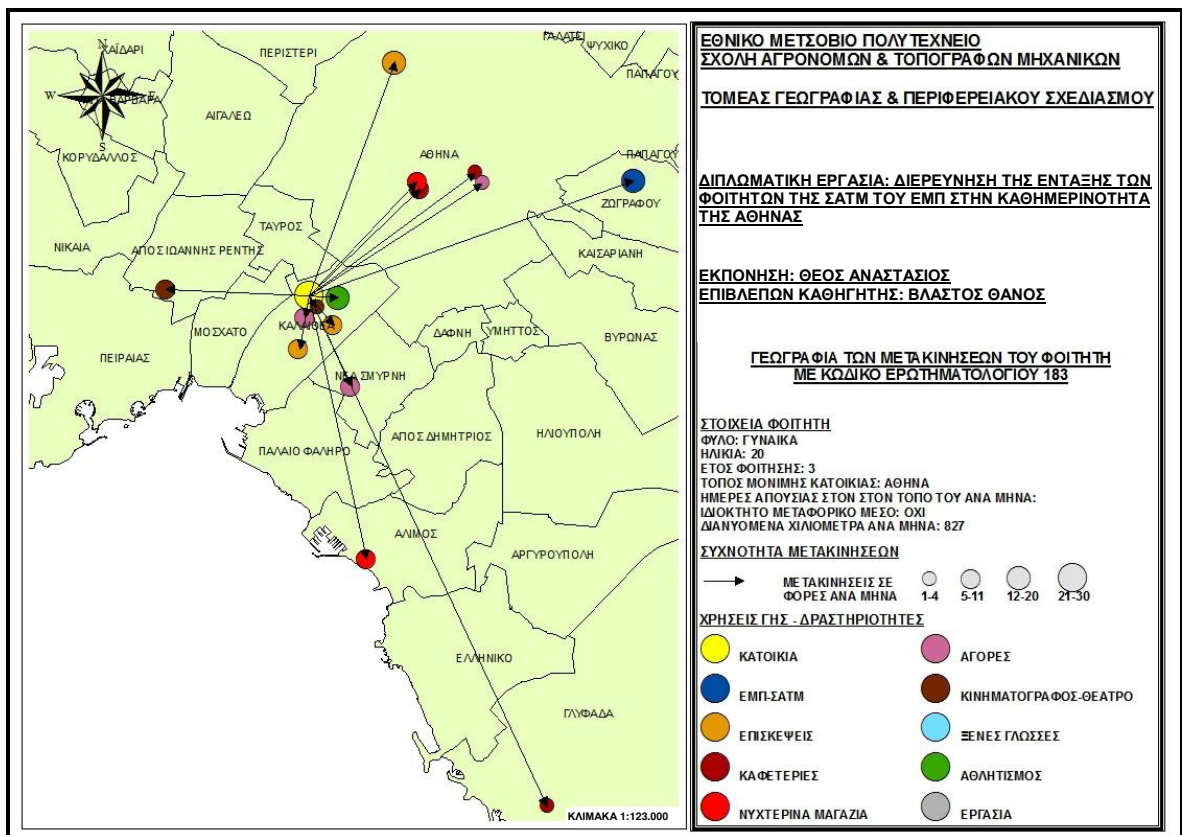 ΧΑΪΔΑΡΙ
ΠΕΡΙΣΤΕΡΙ
ΓΑΛΑΤΣΙ
ΨΥΧΙΚΟ
ΠΑΠΑΓΟΥ
N
W
E
S
ΒΑΡΒΑΡΑ
ΑΙΓΑΛΕΩ
ΚΟΡΥΔΑΛΛΟΣ
ΑΘΗΝΑ
ΠΑΠΑΓΟΥ
ΖΩΓΡΑΦΟΥ
ΤΑΥΡΟΣ
ΝΙΚΑΙΑ
ΑΓΙΟΣ ΙΩΑΝΝΗΣ ΡΕΝΤΗΣ
ΚΑΙΣΑΡΙΑΝΗ
ΜΟΣΧΑΤΟ
ΚΑΛΛΙΘΕΑ
ΔΑΦΝΗ
ΥΜΗΤΤΟΣ
ΒΥΡΩΝΑΣ
ΠΕΙΡΑΙΑΣ
ΝΕΑ ΣΜΥΡΝΗ
ΑΓΙΟΣ ΔΗΜΗΤΡΙΟΣ
ΗΛΙΟΥΠΟΛΗ
ΠΑΛΑΙΟ ΦΑΛΗΡΟ
ΑΛΙΜΟΣ
ΑΡΓΥΡΟΥΠΟΛΗ
ΕΛΛΗΝΙΚΟ
ΓΛΥΦΑΔΑ
ΚΛΙΜΑΚΑ 1:123.000
ΕΘΝΙΚΟ ΜΕΤΣΟΒΙΟ ΠΟΛΥΤΕΧΝΕΙΟ
ΣΧΟΛΗ ΑΓΡΟΝΟΜΩΝ & ΤΟΠΟΓΡΑΦΩΝ ΜΗΧΑΝΙΚΩΝ
ΤΟΜΕΑΣ ΓΕΩΓΡΑΦΙΑΣ & ΠΕΡΙΦΕΡΕΙΑΚΟΥ ΣΧΕΔΙΑΣΜΟΥ
ΔΙΠΛΩΜΑΤΙΚΗ ΕΡΓΑΣΙΑ: ΔΙΕΡΕΥΝΗΣΗ ΤΗΣ ΕΝΤΑΞΗΣ ΤΩΝ
ΦΟΙΤΗΤΩΝ ΤΗΣ ΣΑΤΜ ΤΟΥ ΕΜΠ ΣΤΗΝ ΚΑΘΗΜΕΡΙΝΟΤΗΤΑ
ΤΗΣ ΑΘΗΝΑΣ
ΕΚΠΟΝΗΣΗ: ΘΕΟΣ ΑΝΑΣΤΑΣΙΟΣ
ΕΠΙΒΛΕΠΩΝ ΚΑΘΗΓΗΤΗΣ: ΒΛΑΣΤΟΣ ΘΑΝΟΣ
ΓΕΩΓΡΑΦΙΑ ΤΩΝ ΜΕΤΑΚΙΝΗΣΕΩΝ ΤΟΥ ΦΟΙΤΗΤΗ
ΜΕ ΚΩΔΙΚΟ ΕΡΩΤΗΜΑΤΟΛΟΓΙΟΥ 183
ΣΤΟΙΧΕΙΑ ΦΟΙΤΗΤΗ
ΦΥΛΟ: ΓΥΝΑΙΚΑ
ΗΛΙΚΙΑ: 20
ΕΤΟΣ ΦΟΙΤΗΣΗΣ: 3
ΤΟΠΟΣ ΜΟΝΙΜΗΣ ΚΑΤΟΙΚΙΑΣ: ΑΘΗΝΑ
ΗΜΕΡΕΣ ΑΠΟΥΣΙΑΣ ΣΤΟΝ ΣΤΟΝ ΤΟΠΟ ΤΟΥ ΑΝΑ ΜΗΝΑ:
ΙΔΙΟΚΤΗΤΟ ΜΕΤΑΦΟΡΙΚΟ ΜΕΣΟ: ΟΧΙ
ΔΙΑΝΥΟΜΕΝΑ ΧΙΛΙΟΜΕΤΡΑ ΑΝΑ ΜΗΝΑ: 827
ΣΥΧΝΟΤΗΤΑ ΜΕΤΑΚΙΝΗΣΕΩΝ
ΜΕΤΑΚΙΝΗΣΕΙΣ ΣΕ
ΦΟΡΕΣ ΑΝΑ ΜΗΝΑ
1-4 5-11 12-20 21-30
ΧΡΗΣΕΙΣ ΓΗΣ - ΔΡΑΣΤΗΡΙΟΤΗΤΕΣ
ΚΑΤΟΙΚΙΑ
ΑΓΟΡΕΣ
ΕΜΠ-ΣΑΤΜ
ΚΙΝΗΜΑΤΟΓΡΑΦΟΣ-ΘΕΑΤΡΟ
ΕΠΙΣΚΕΨΕΙΣ
ΞΕΝΕΣ ΓΛΩΣΣΕΣ
ΚΑΦΕΤΕΡΙΕΣ
ΑΘΛΗΤΙΣΜΟΣ
ΝΥΧΤΕΡΙΝΑ ΜΑΓΑΖΙΑ
ΕΡΓΑΣΙΑ